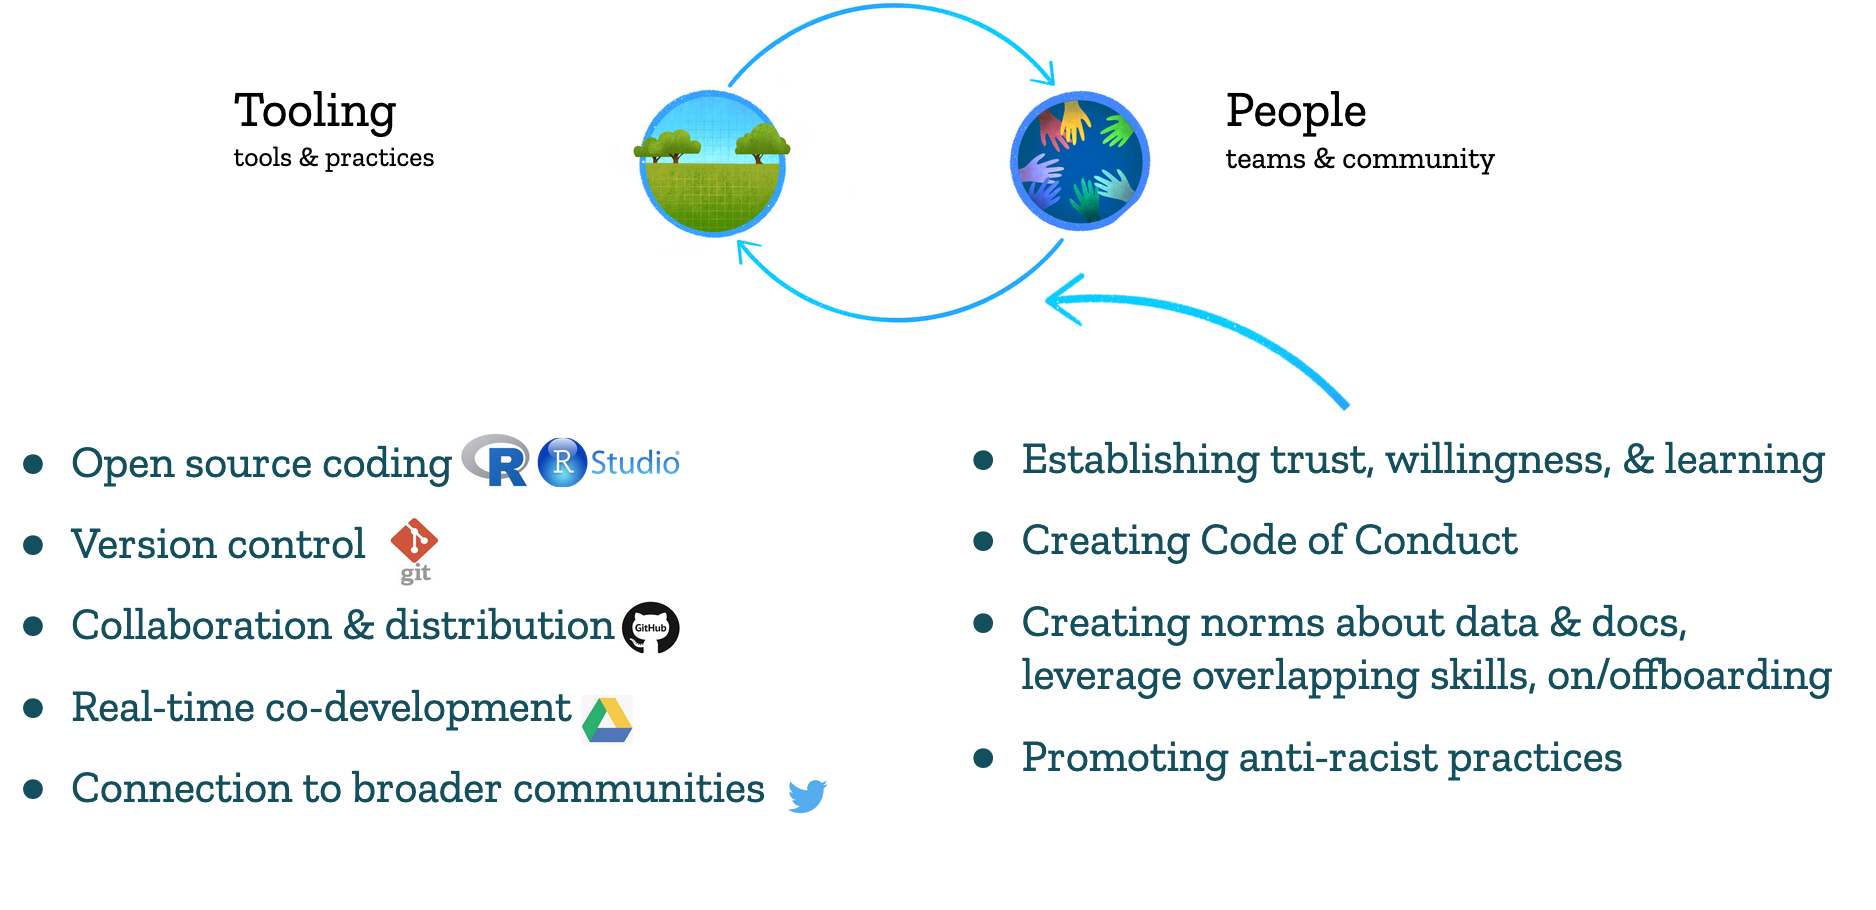 Tooling
tools & practices
People
teams & community
● Open source coding R R Studio®
● Version control git
● Collaboration & distribution GitHub
● Real-time co-development
● Connection to broader communities
● Establishing trust, willingness, & learning
● Creating Code of Conduct
● Creating norms about data & docs,
leverage overlapping skills, on/offboarding
● Promoting anti-racist practices